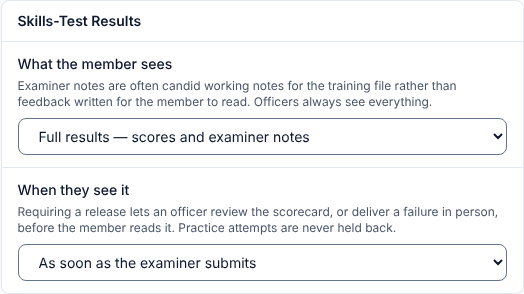 Skills-Test Results
What the member sees
Examiner notes are often candid working notes for the training file rather than
feedback written for the member to read. Officers always see everything.
Full results — scores and examiner notes
When they see it
Requiring a release lets an officer review the scorecard, or deliver a failure in person,
before the member reads it. Practice attempts are never held back.
As soon as the examiner submits